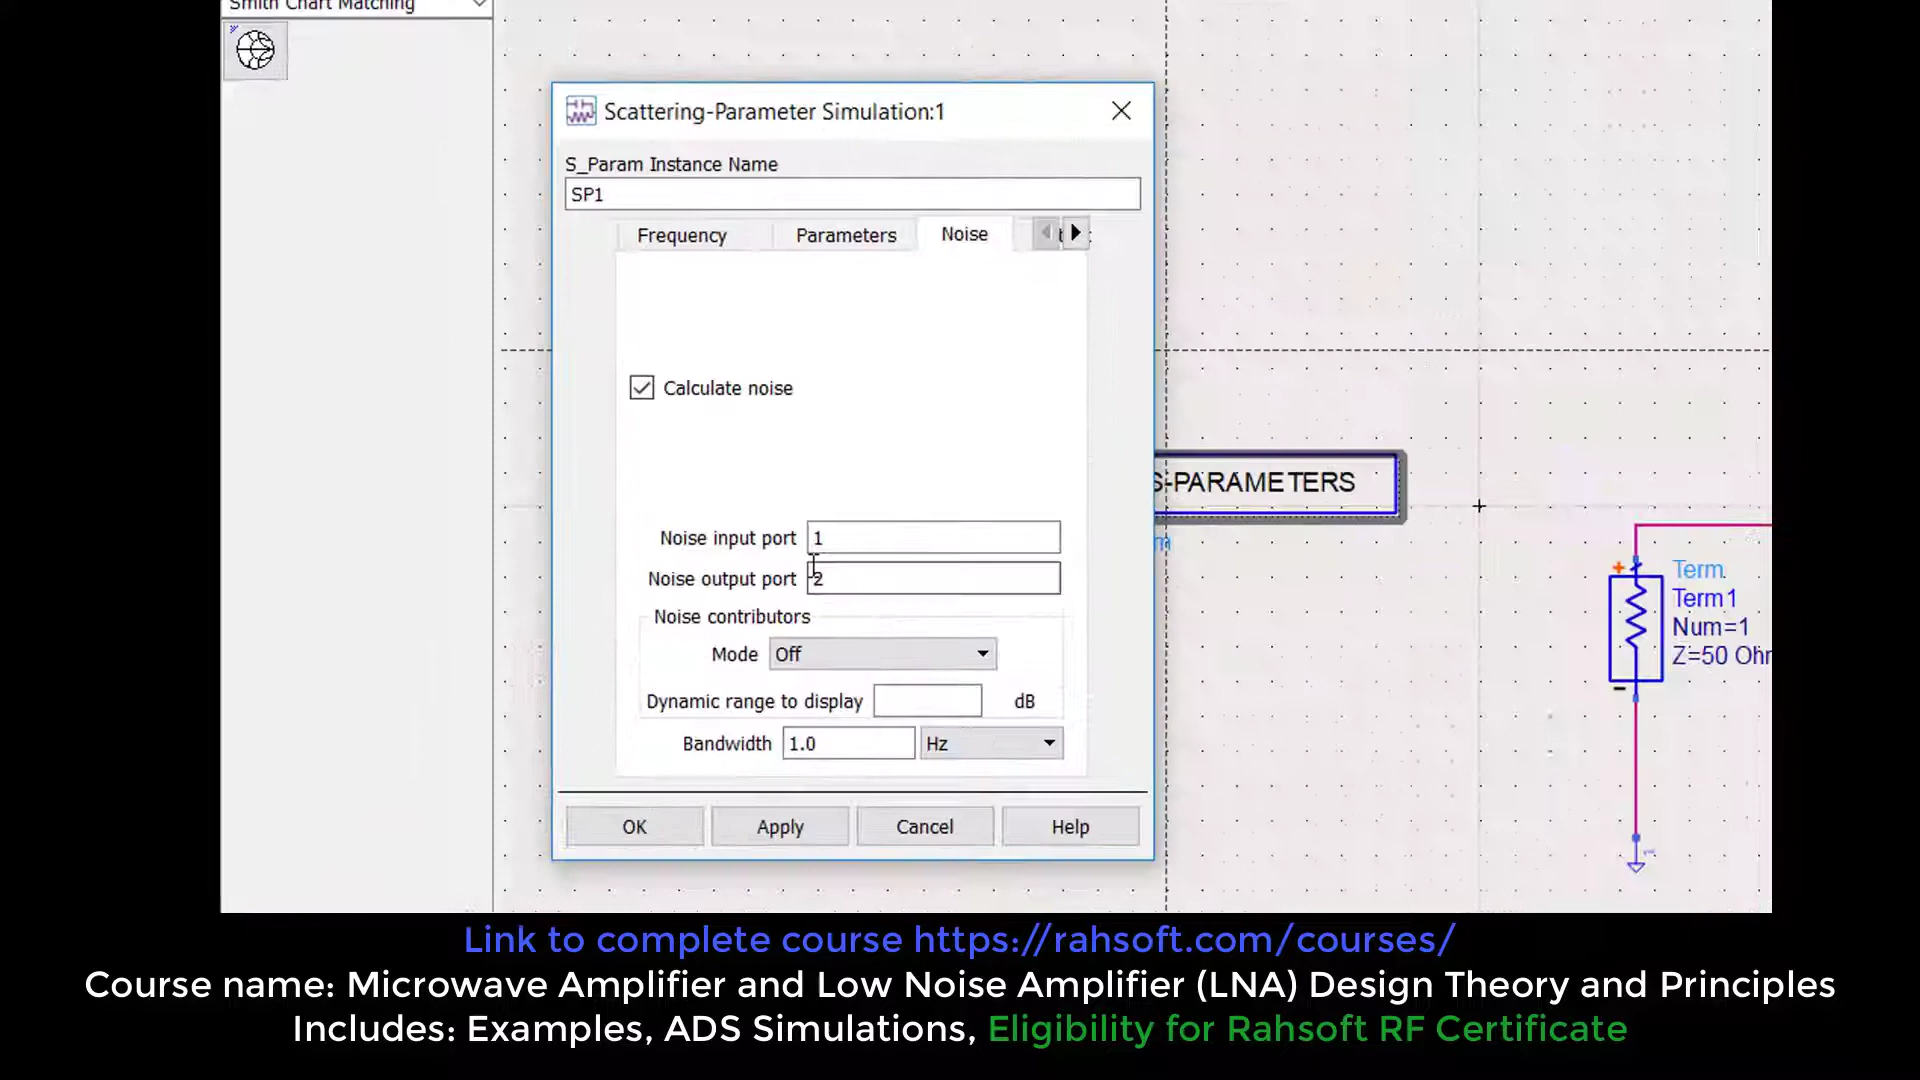 Smith Chart Matching
Scattering-Parameter Simulation:1
S_Param Instance Name
SP1
Frequency
Parameters
Noise
Calculate noise
Noise input port 1
Noise output port 2
Noise contributors
Mode Off
Dynamic range to display dB
Bandwidth 1.0 Hz
OK
Apply
Cancel
Help
S-PARAMETERS
Term
Term1
Num=1
Z=50 Ohm
Link to complete course https://rahsoft.com/courses/
Course name: Microwave Amplifier and Low Noise Amplifier (LNA) Design Theory and Principles
Includes: Examples, ADS Simulations, Eligibility for Rahsoft RF Certificate